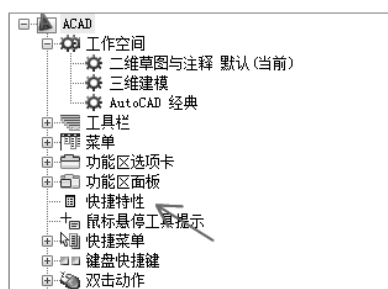 ACAD
工作空间
二维草图与注释 默认(当前)
三维建模
AutoCAD 经典
工具栏
菜单
功能区选项卡
功能区面板
快捷特性
鼠标悬停工具提示
快捷菜单
键盘快捷键
双击动作